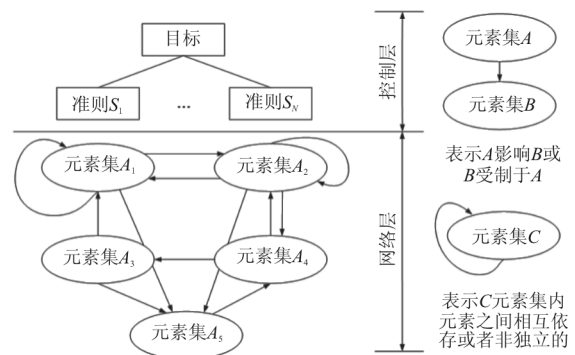 目标
准则S₁
...
准则S_N
控制层
元素集A
元素集B
表示A影响B或
B受制于A
元素集A₁
元素集A₂
元素集A₃
元素集A₄
元素集A₅
网络层
元素集C
表示C元素集内
元素之间相互依
存或者非独立的